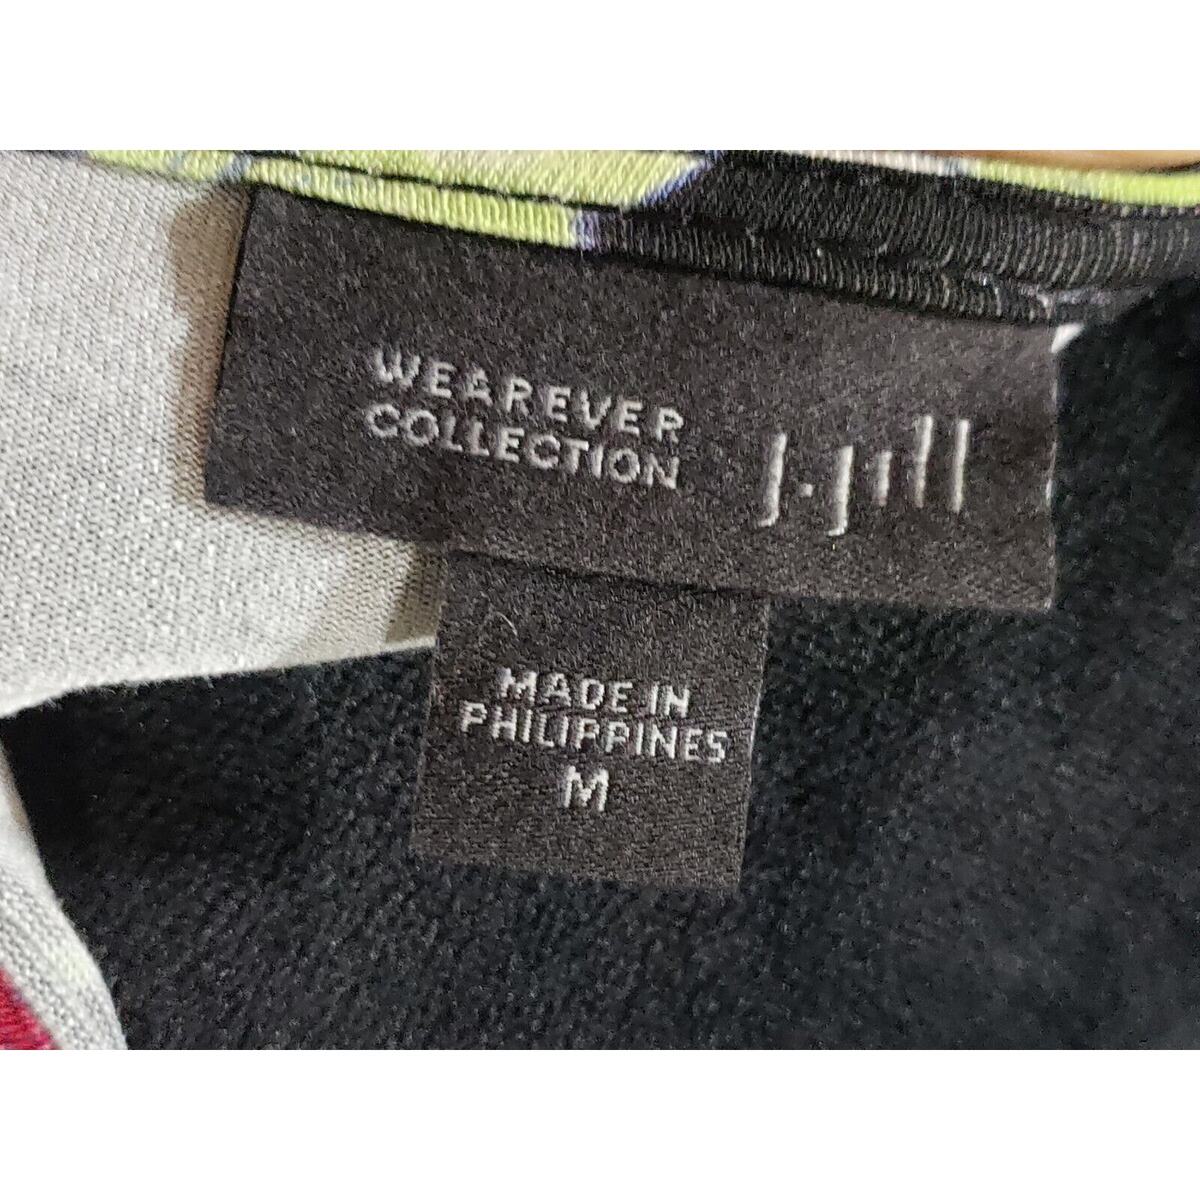 WEAREVER
COLLECTION
J.Jill
MADE IN
PHILIPPINES
M